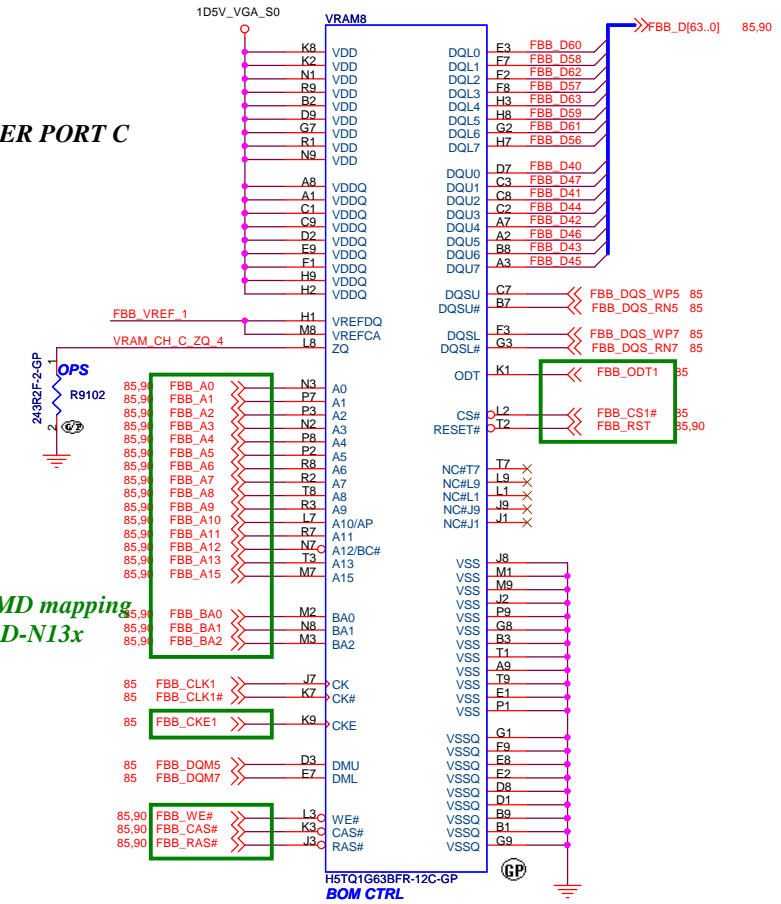 1D5V_VGA_S0
VRAM8
FBB_D[63..0] 85,90
ER PORT C
K8 VDD
K2 VDD
N1 VDD
R9 VDD
B2 VDD
D9 VDD
G7 VDD
R1 VDD
N9 VDD
A8 VDDQ
A1 VDDQ
C1 VDDQ
C9 VDDQ
D2 VDDQ
E9 VDDQ
F1 VDDQ
H9 VDDQ
H2 VDDQ
FBB_VREF_1 H1 VREFDQ
M8 VREFCA
VRAM_CH_C_ZQ_4 L8 ZQ
243R2F-2-GP
1
2
OPS
R9102
G/P
85,90 FBB_A0 N3 A0
85,90 FBB_A1 P7 A1
85,90 FBB_A2 P3 A2
85,90 FBB_A3 N2 A3
85,90 FBB_A4 P8 A4
85,90 FBB_A5 P2 A5
85,90 FBB_A6 R8 A6
85,90 FBB_A7 R2 A7
85,90 FBB_A8 T8 A8
85,90 FBB_A9 R3 A9
85,90 FBB_A10 L7 A10/AP
85,90 FBB_A11 R7 A11
85,90 FBB_A12 N7 A12/BC#
85,90 FBB_A13 T3 A13
85,90 FBB_A15 M7 A15
MD mapping
D-N13x
85,90 FBB_BA0 M2 BA0
85,90 FBB_BA1 N8 BA1
85,90 FBB_BA2 M3 BA2
85 FBB_CLK1 J7 CK
85 FBB_CLK1# K7 CK#
85 FBB_CKE1 K9 CKE
85 FBB_DQM5 D3 DMU
85 FBB_DQM7 E7 DML
85,90 FBB_WE# L3 WE#
85,90 FBB_CAS# K3 CAS#
85,90 FBB_RAS# J3 RAS#
DQL0 E3 FBB_D60
DQL1 F7 FBB_D58
DQL2 F2 FBB_D62
DQL3 F8 FBB_D57
DQL4 H3 FBB_D63
DQL5 H8 FBB_D59
DQL6 G2 FBB_D61
DQL7 H7 FBB_D56
DQU0 D7 FBB_D40
DQU1 C3 FBB_D47
DQU2 C8 FBB_D41
DQU3 C2 FBB_D44
DQU4 A7 FBB_D42
DQU5 A2 FBB_D46
DQU6 B8 FBB_D43
DQU7 A3 FBB_D45
DQSU C7 FBB_DQS_WP5 85
DQSU# B7 FBB_DQS_RN5 85
DQSL F3 FBB_DQS_WP7 85
DQSL# G3 FBB_DQS_RN7 85
ODT K1 FBB_ODT1 85
CS# L2 FBB_CS1# 85
RESET# T2 FBB_RST 85,90
NC#T7 T7
NC#L9 L9
NC#L1 L1
NC#J9 J9
NC#J1 J1
VSS J8
VSS M1
VSS M9
VSS J2
VSS P9
VSS G8
VSS B3
VSS T1
VSS A9
VSS T9
VSS E1
VSS P1
VSSQ G1
VSSQ F9
VSSQ E8
VSSQ E2
VSSQ D8
VSSQ D1
VSSQ B9
VSSQ B1
VSSQ G9
GP
H5TQ1G63BFR-12C-GP
BOM CTRL